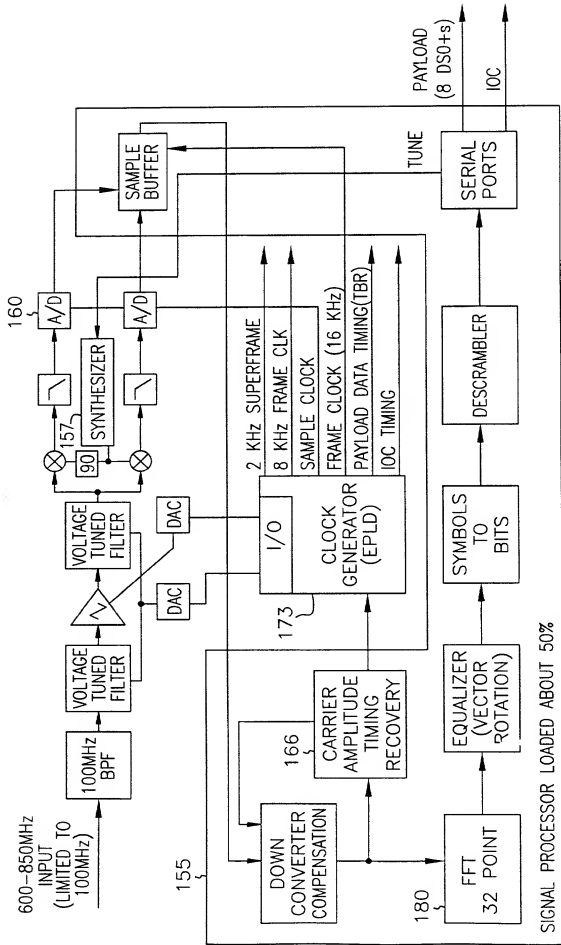 600-850MHz
INPUT
(LIMITED TO
100MHz)
100MHz
BPF
VOLTAGE
TUNED
FILTER
VOLTAGE
TUNED
FILTER
DAC
DAC
90
157
SYNTHESIZER
160
A/D
A/D
SAMPLE
BUFFER
TUNE
155
DOWN
CONVERTER
COMPENSATION
166
CARRIER
AMPLITUDE
TIMING
RECOVERY
173
I/O
CLOCK
GENERATOR
(EPLD)
2 KHz SUPERFRAME
8 KHz FRAME CLK
SAMPLE CLOCK
FRAME CLOCK (16 KHz)
PAYLOAD DATA TIMING(TBR)
IOC TIMING
180
FFT
32 POINT
EQUALIZER
(VECTOR
ROTATION)
SYMBOLS
TO
BITS
DESCRAMBLER
SERIAL
PORTS
PAYLOAD
(8 DS0+s)
IOC
SIGNAL PROCESSOR LOADED ABOUT 50%